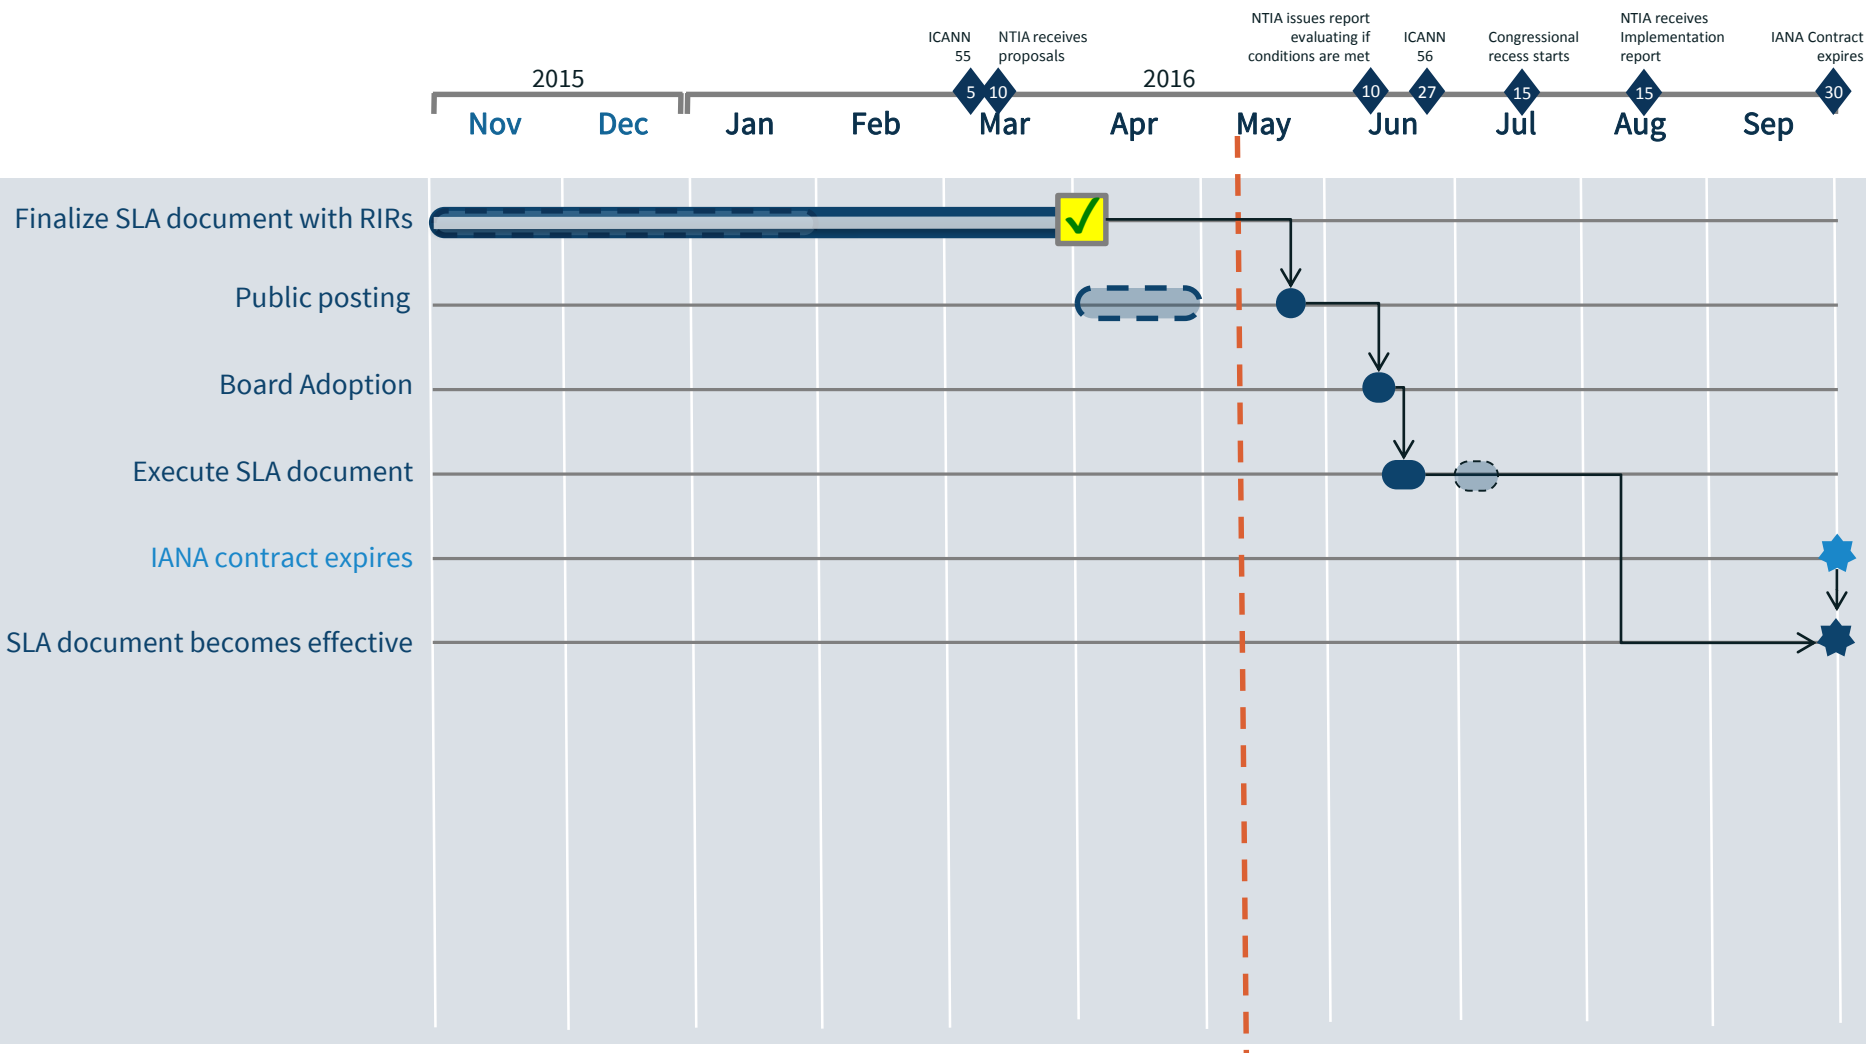 NTIA issues report
evaluating if
conditions are met
NTIA receives
Implementation
report
ICANN
55
NTIA receives
proposals
ICANN
56
Congressional
recess starts
IANA Contract
expires
2015
2016
5
10
10
27
15
15
30
Nov
Dec
Jan
Feb
Mar
Apr
May
Jun
Jul
Aug
Sep
Finalize SLA document with RIRs
Public posting
Board Adoption
Execute SLA document
IANA contract expires
SLA document becomes effective